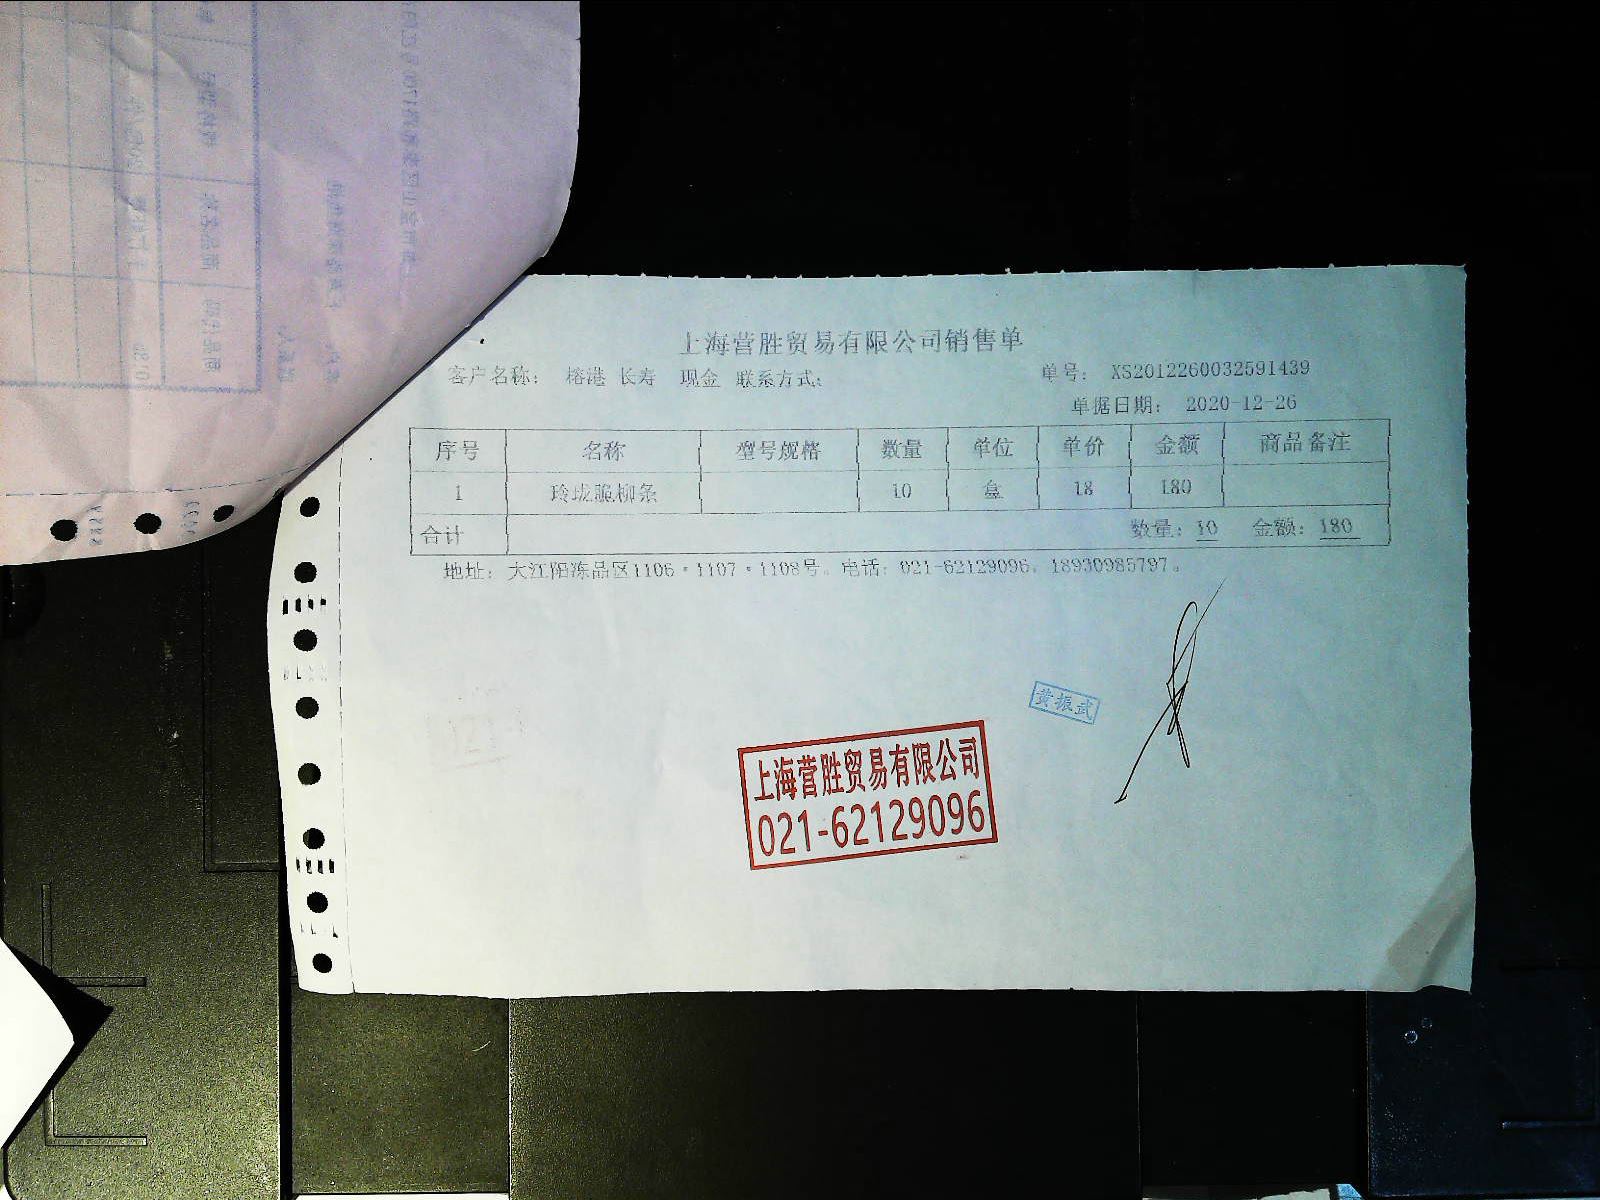 上海营胜贸易有限公司销售单
客户名称： 榕港 长寿 现金 联系方式： 单号： XS2012260032591439
单据日期： 2020-12-26
序号 名称 型号规格 数量 单位 单价 金额 商品备注
1 玲珑脆柳条 10 盒 18 180
合计 数量：10 金额：180
地址：大江阳冻品区1106·1107·1108号。电话：021-62129096，18930985797。
黄振武
上海营胜贸易有限公司
021-62129096